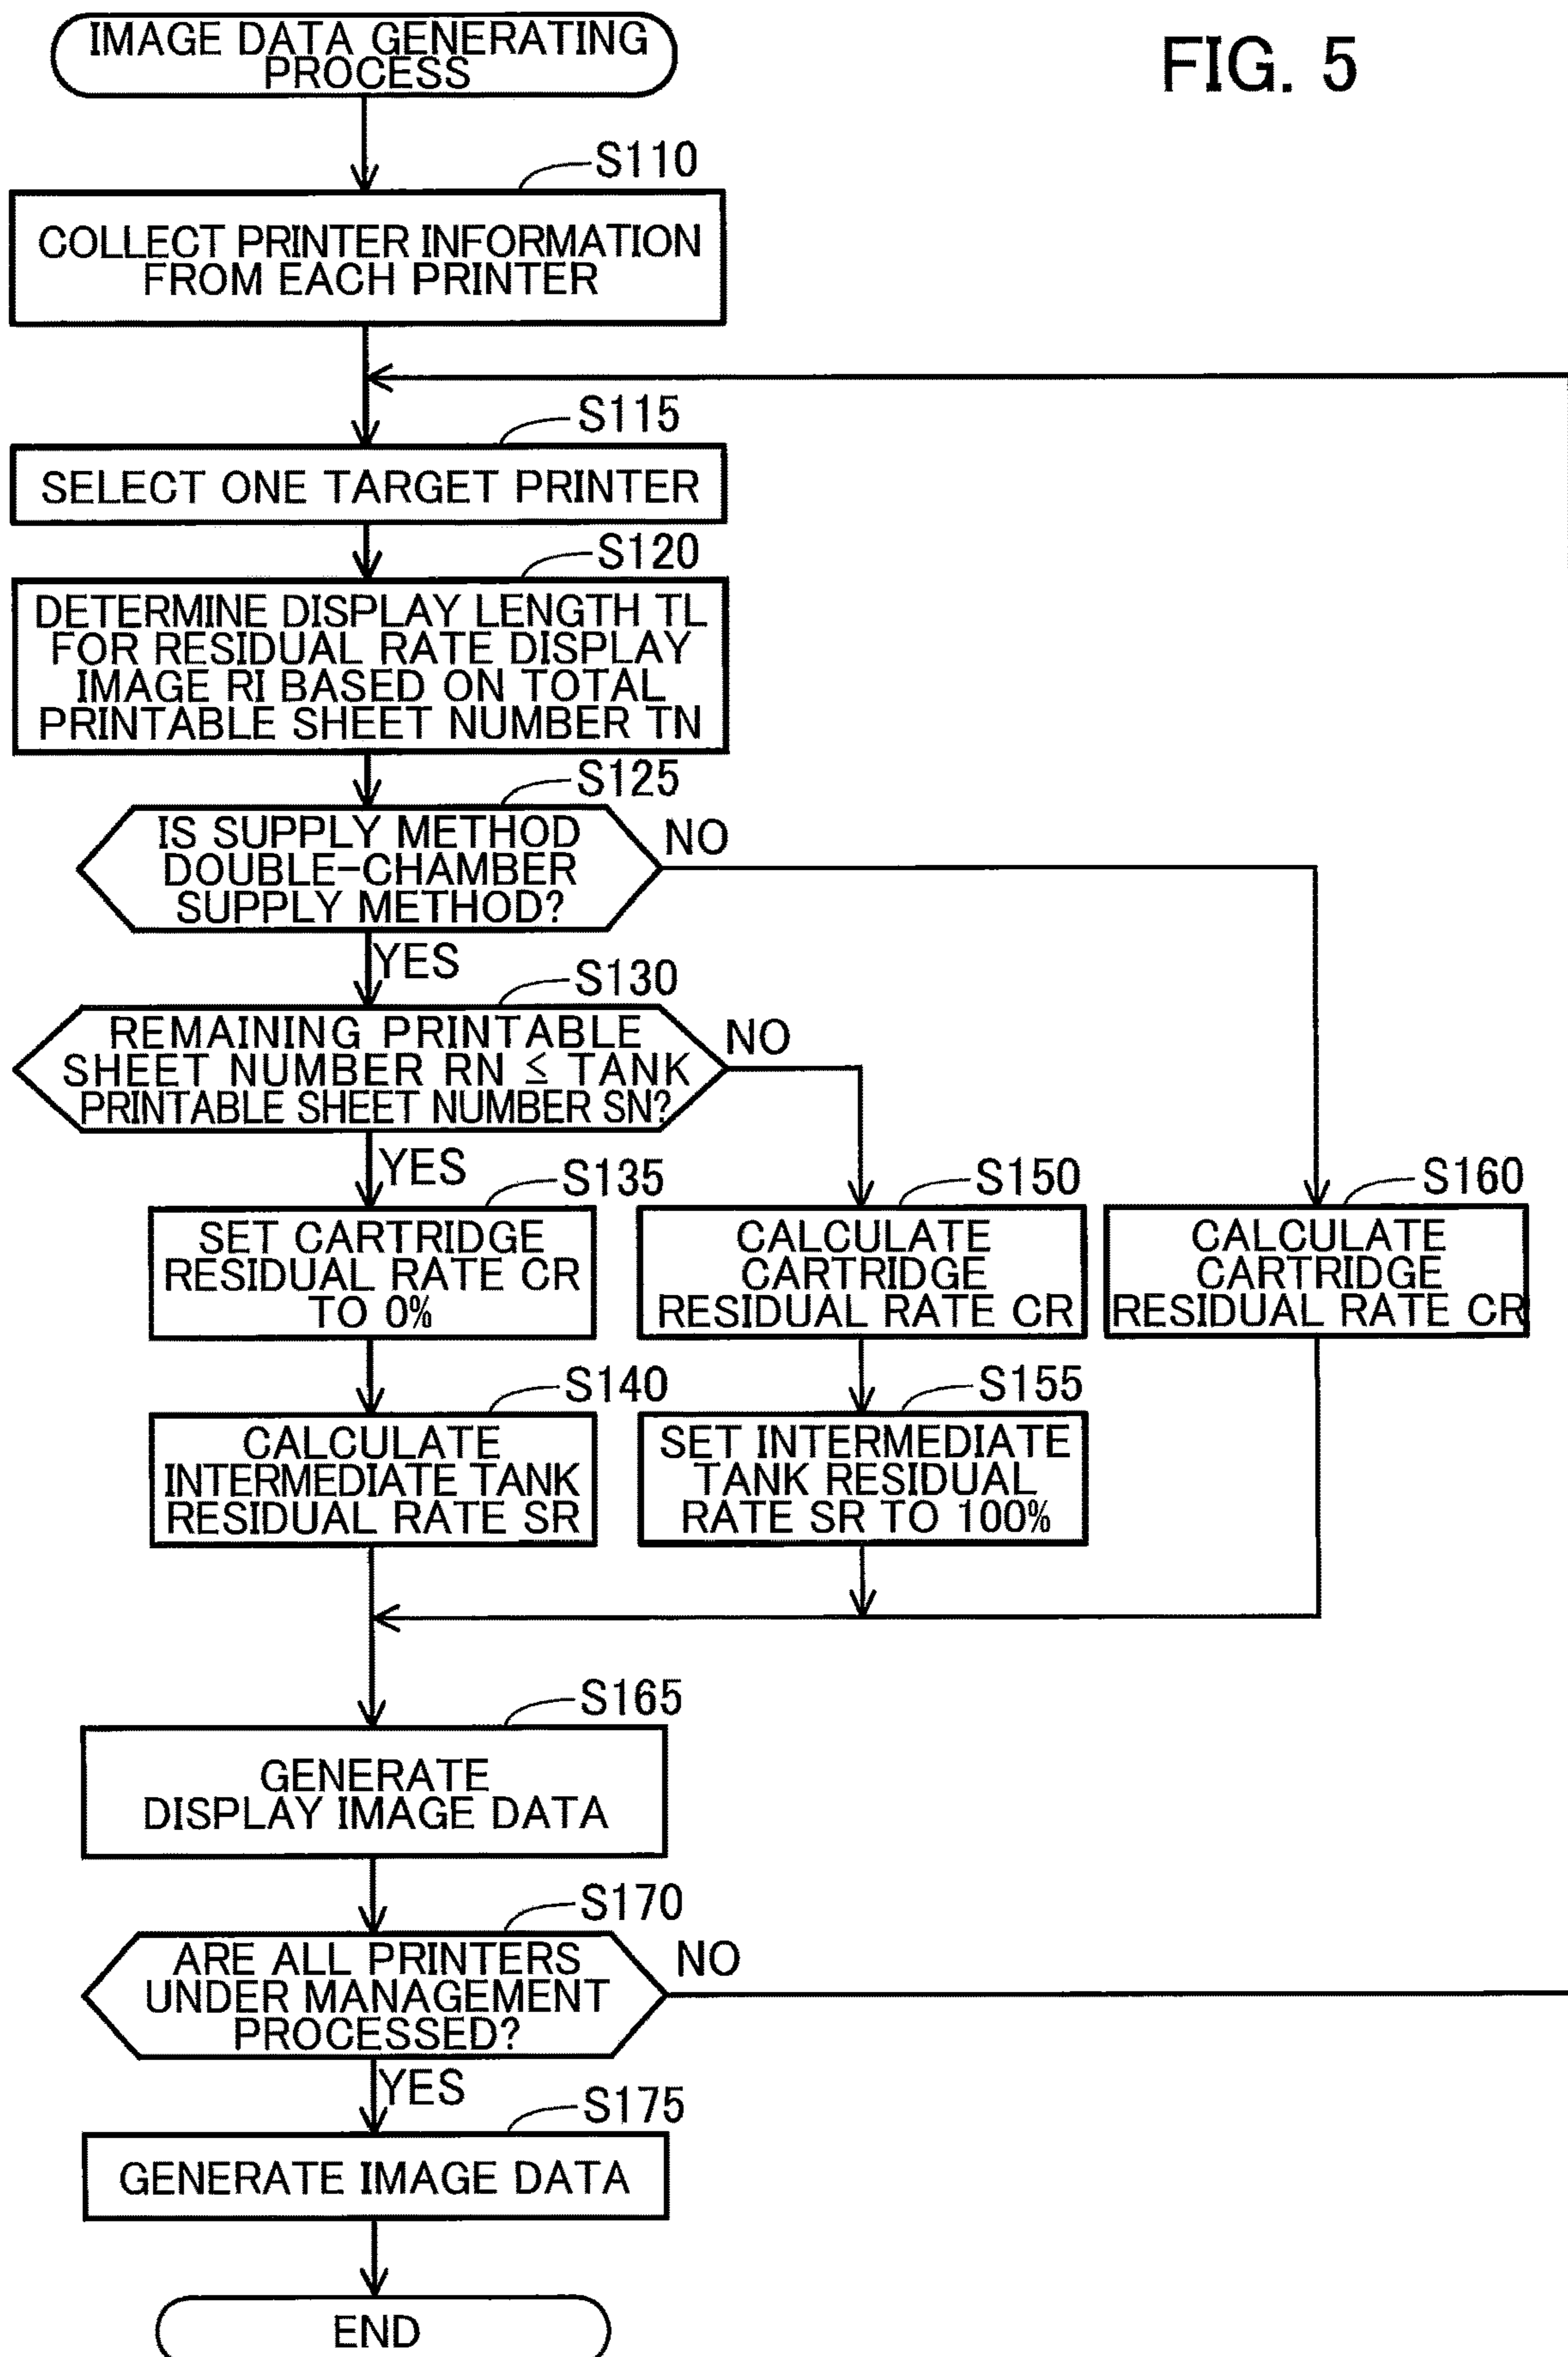 IMAGE DATA GENERATING
PROCESS
FIG. 5
S110
COLLECT PRINTER INFORMATION
FROM EACH PRINTER
S115
SELECT ONE TARGET PRINTER
S120
DETERMINE DISPLAY LENGTH TL
FOR RESIDUAL RATE DISPLAY
IMAGE RI BASED ON TOTAL
PRINTABLE SHEET NUMBER TN
S125
IS SUPPLY METHOD
DOUBLE-CHAMBER
SUPPLY METHOD?
NO
YES
S130
REMAINING PRINTABLE
SHEET NUMBER RN ≤ TANK
PRINTABLE SHEET NUMBER SN?
NO
YES
S135
SET CARTRIDGE
RESIDUAL RATE CR
TO 0%
S150
CALCULATE
CARTRIDGE
RESIDUAL RATE CR
S160
CALCULATE
CARTRIDGE
RESIDUAL RATE CR
S140
CALCULATE
INTERMEDIATE TANK
RESIDUAL RATE SR
S155
SET INTERMEDIATE
TANK RESIDUAL
RATE SR TO 100%
S165
GENERATE
DISPLAY IMAGE DATA
S170
ARE ALL PRINTERS
UNDER MANAGEMENT
PROCESSED?
NO
YES
S175
GENERATE IMAGE DATA
END